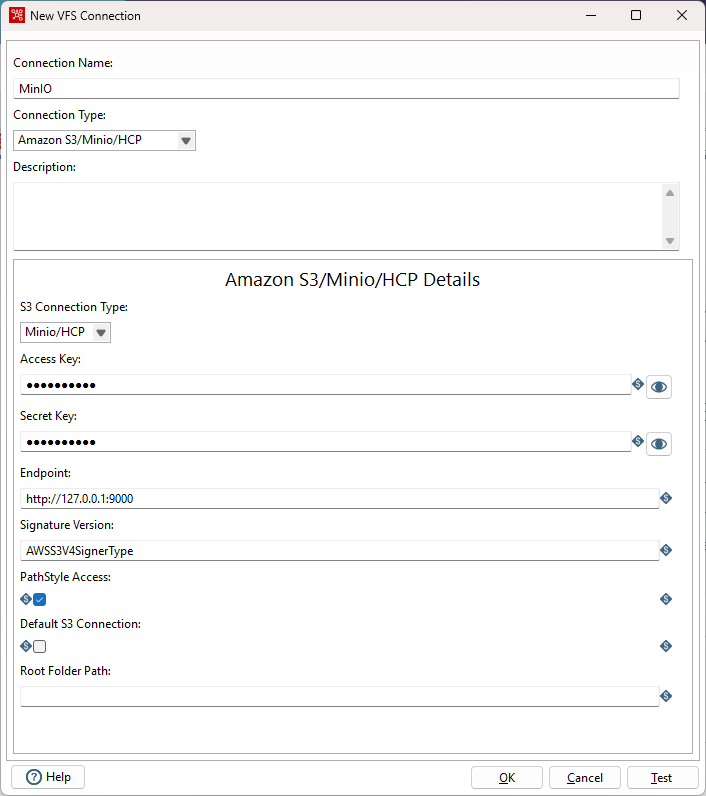 New VFS Connection
Connection Name:
MinIO
Connection Type:
Amazon S3/Minio/HCP
Description:
Amazon S3/Minio/HCP Details
S3 Connection Type:
Minio/HCP
Access Key:
●●●●●●●●●●
Secret Key:
●●●●●●●●●●
Endpoint:
http://127.0.0.1:9000
Signature Version:
AWSS3V4SignerType
PathStyle Access:
Default S3 Connection:
Root Folder Path:
Help OK Cancel Test